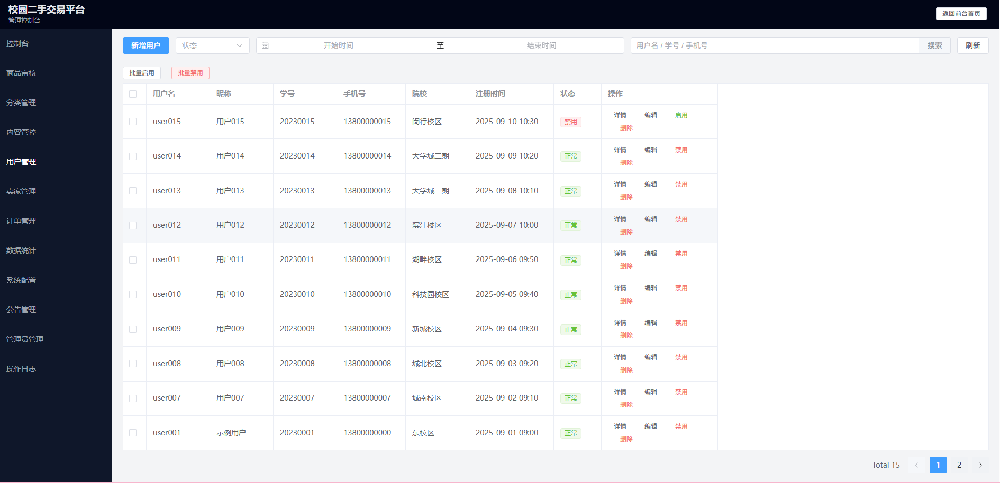 校园二手交易平台
管理控制台
返回前台首页
控制台
商品审核
分类管理
内容管控
用户管理
卖家管理
订单管理
数据统计
系统配置
公告管理
管理员管理
操作日志
新增用户 状态 开始时间 至 结束时间 用户名 / 学号 / 手机号 搜索 刷新
批量启用 批量禁用
用户名 昵称 学号 手机号 院校 注册时间 状态 操作
user015 用户015 20230015 13800000015 闵行校区 2025-09-10 10:30 禁用 详情 编辑 启用
删除
user014 用户014 20230014 13800000014 大学城二期 2025-09-09 10:20 正常 详情 编辑 禁用
删除
user013 用户013 20230013 13800000013 大学城一期 2025-09-08 10:10 正常 详情 编辑 禁用
删除
user012 用户012 20230012 13800000012 滨江校区 2025-09-07 10:00 正常 详情 编辑 禁用
删除
user011 用户011 20230011 13800000011 湖畔校区 2025-09-06 09:50 正常 详情 编辑 禁用
删除
user010 用户010 20230010 13800000010 科技园校区 2025-09-05 09:40 正常 详情 编辑 禁用
删除
user009 用户009 20230009 13800000009 新城校区 2025-09-04 09:30 正常 详情 编辑 禁用
删除
user008 用户008 20230008 13800000008 城北校区 2025-09-03 09:20 正常 详情 编辑 禁用
删除
user007 用户007 20230007 13800000007 城南校区 2025-09-02 09:10 正常 详情 编辑 禁用
删除
user001 示例用户 20230001 13800000000 东校区 2025-09-01 09:00 正常 详情 编辑 禁用
删除
Total 15 1 2